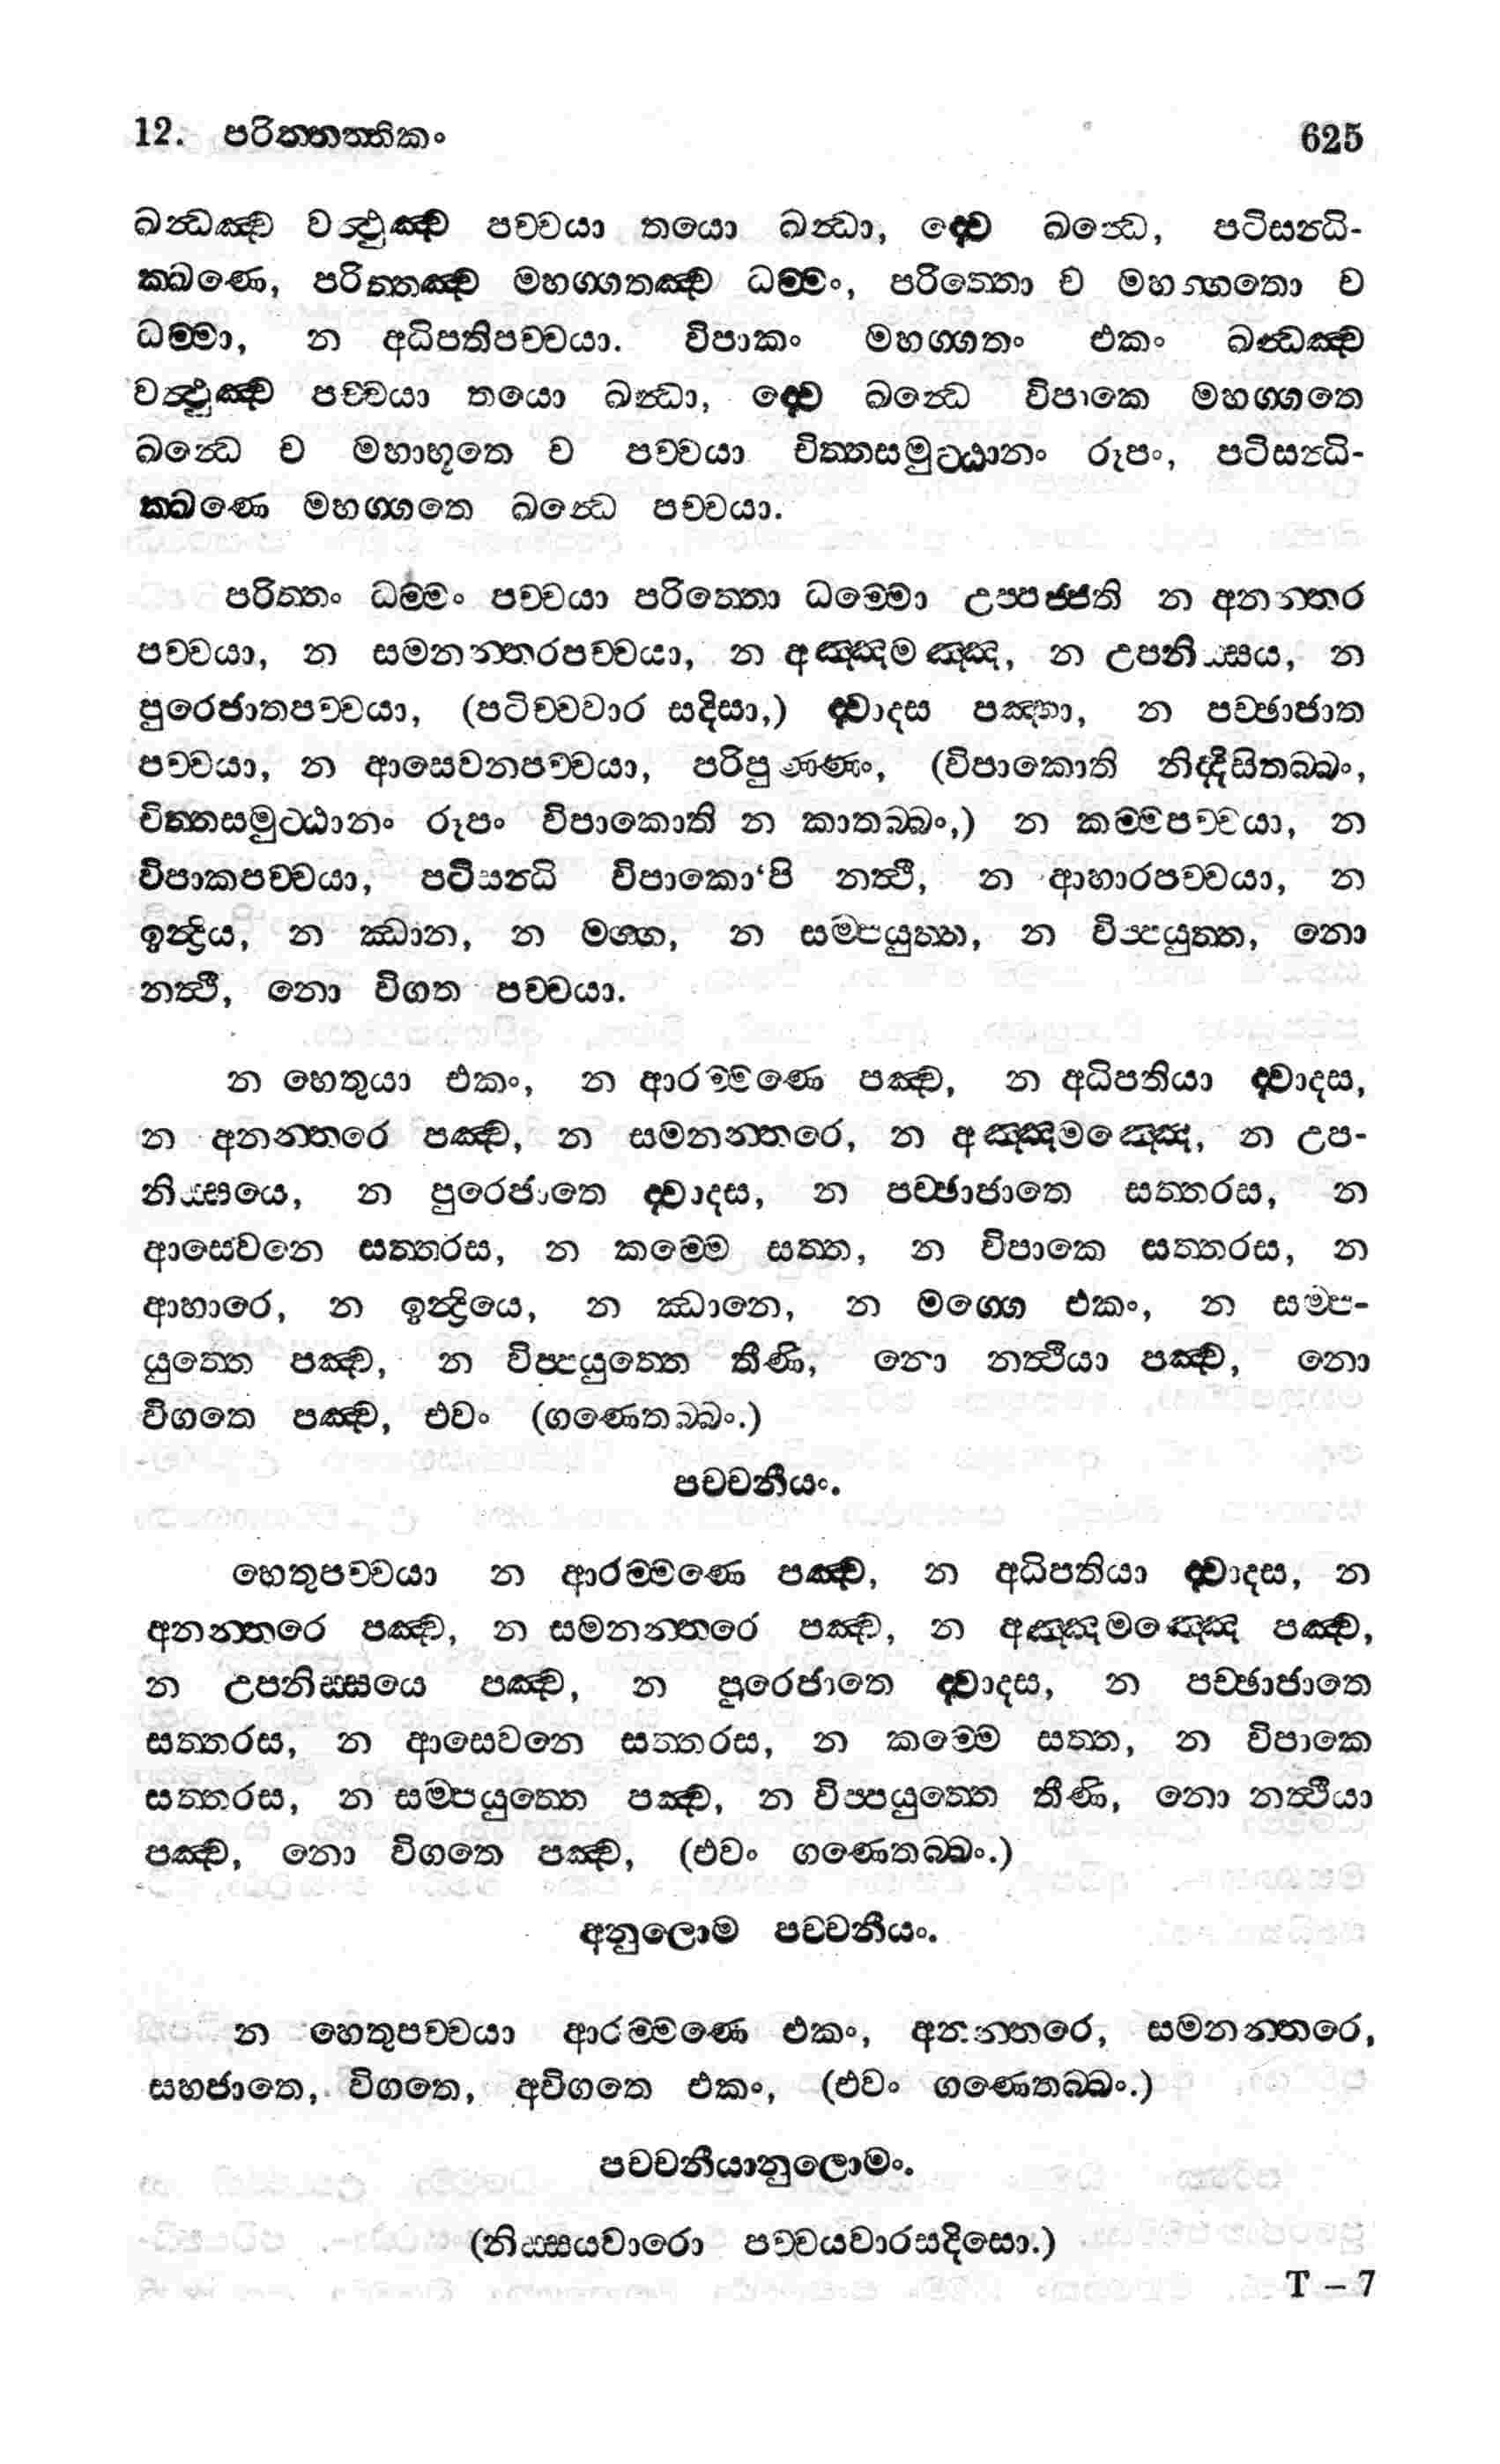 12. පරිත්තත්තිකං 625
ඛන්ධඤ්ච වත්ථුඤ්ච පච්චයා තයො ඛන්ධා, ද්වෙ ඛන්ධෙ, පටිසන්ධි-
ක්ඛණෙ, පරිත්තඤ්ච මහග්ගතඤ්ච ධම්මං, පරිත්තො ච මහග්ගතො ච
ධම්මා, න අධිපතිපච්චයා. විපාකං මහග්ගතං එකං ඛන්ධඤ්ච
වත්ථුඤ්ච පච්චයා තයො ඛන්ධා, ද්වෙ ඛන්ධෙ විපාකෙ මහග්ගතෙ
ඛන්ධෙ ච මහාභූතෙ ච පච්චයා චිත්තසමුට්ඨානං රූපං, පටිසන්ධි-
ක්ඛණෙ මහග්ගතෙ ඛන්ධෙ පච්චයා.
පරිත්තං ධම්මං පච්චයා පරිත්තො ධම්මො උප්පජ්ජති න අනන්තර
පච්චයා, න සමනන්තරපච්චයා, න අඤ්ඤමඤ්ඤ, න උපනිස්සය, න
පුරෙජාතපච්චයා, (පටිච්චවාර සදිසා,) ද්වාදස පඤ්හා, න පච්ඡාජාත
පච්චයා, න ආසෙවනපච්චයා, පරිපුණ්ණං, (විපාකොති නිද්දිසිතබ්බං,
චිත්තසමුට්ඨානං රූපං විපාකොති න කාතබ්බං,) න කම්මපච්චයා, න
විපාකපච්චයා, පටිසන්ධි විපාකො‘පි නත්ථි, න ආහාරපච්චයා, න
ඉන්ද්‍රිය, න ඣාන, න මග්ග, න සම්පයුත්ත, න විප්පයුත්ත, නො
නත්ථි, නො විගත පච්චයා.
න හෙතුයා එකං, න ආරම්මණෙ පඤ්ච, න අධිපතියා ද්වාදස,
න අනන්තරෙ පඤ්ච, න සමනන්තරෙ, න අඤ්ඤමඤ්ඤෙ, න උප-
නිස්සයෙ, න පුරෙජාතෙ ද්වාදස, න පච්ඡාජාතෙ සත්තරස, න
ආසෙවනෙ සත්තරස, න කම්මෙ සත්ත, න විපාකෙ සත්තරස, න
ආහාරෙ, න ඉන්ද්‍රියෙ, න ඣානෙ, න මග්ගෙ එකං, න සම්ප-
යුත්තෙ පඤ්ච, න විප්පයුත්තෙ තීණි, නො නත්ථියා පඤ්ච, නො
විගතෙ පඤ්ච, එවං (ගණෙතබ්බං.)
පච්චනීයං.
හෙතුපච්චයා න ආරම්මණෙ පඤ්ච, න අධිපතියා ද්වාදස, න
අනන්තරෙ පඤ්ච, න සමනන්තරෙ පඤ්ච, න අඤ්ඤමඤ්ඤෙ පඤ්ච,
න උපනිස්සයෙ පඤ්ච, න පුරෙජාතෙ ද්වාදස, න පච්ඡාජාතෙ
සත්තරස, න ආසෙවනෙ සත්තරස, න කම්මෙ සත්ත, න විපාකෙ
සත්තරස, න සම්පයුත්තෙ පඤ්ච, න විප්පයුත්තෙ තීණි, නො නත්ථියා
පඤ්ච, නො විගතෙ පඤ්ච, (එවං ගණෙතබ්බං.)
අනුලොම පච්චනීයං.
න හෙතුපච්චයා ආරම්මණෙ එකං, අනන්තරෙ, සමනන්තරෙ,
සහජාතෙ, විගතෙ, අවිගතෙ එකං, (එවං ගණෙතබ්බං.)
පච්චනීයානුලොමං.
(නිස්සයවාරො පච්චයවාරසදිසො.)
T – 7